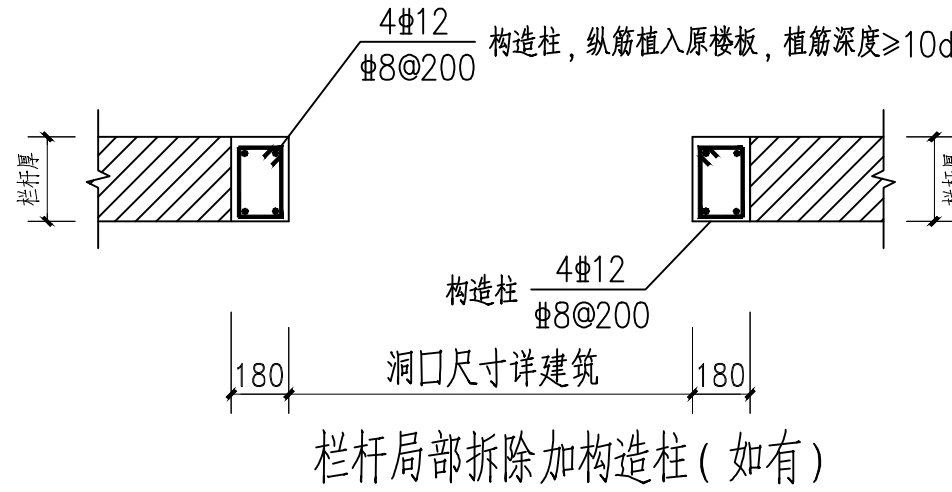 4⌽12
⌽8@200
构造柱，纵筋植入原楼板，植筋深度≥10d
栏杆厚
构造柱
4⌽12
⌽8@200
180
洞口尺寸详建筑
180
栏杆局部拆除加构造柱(如有)